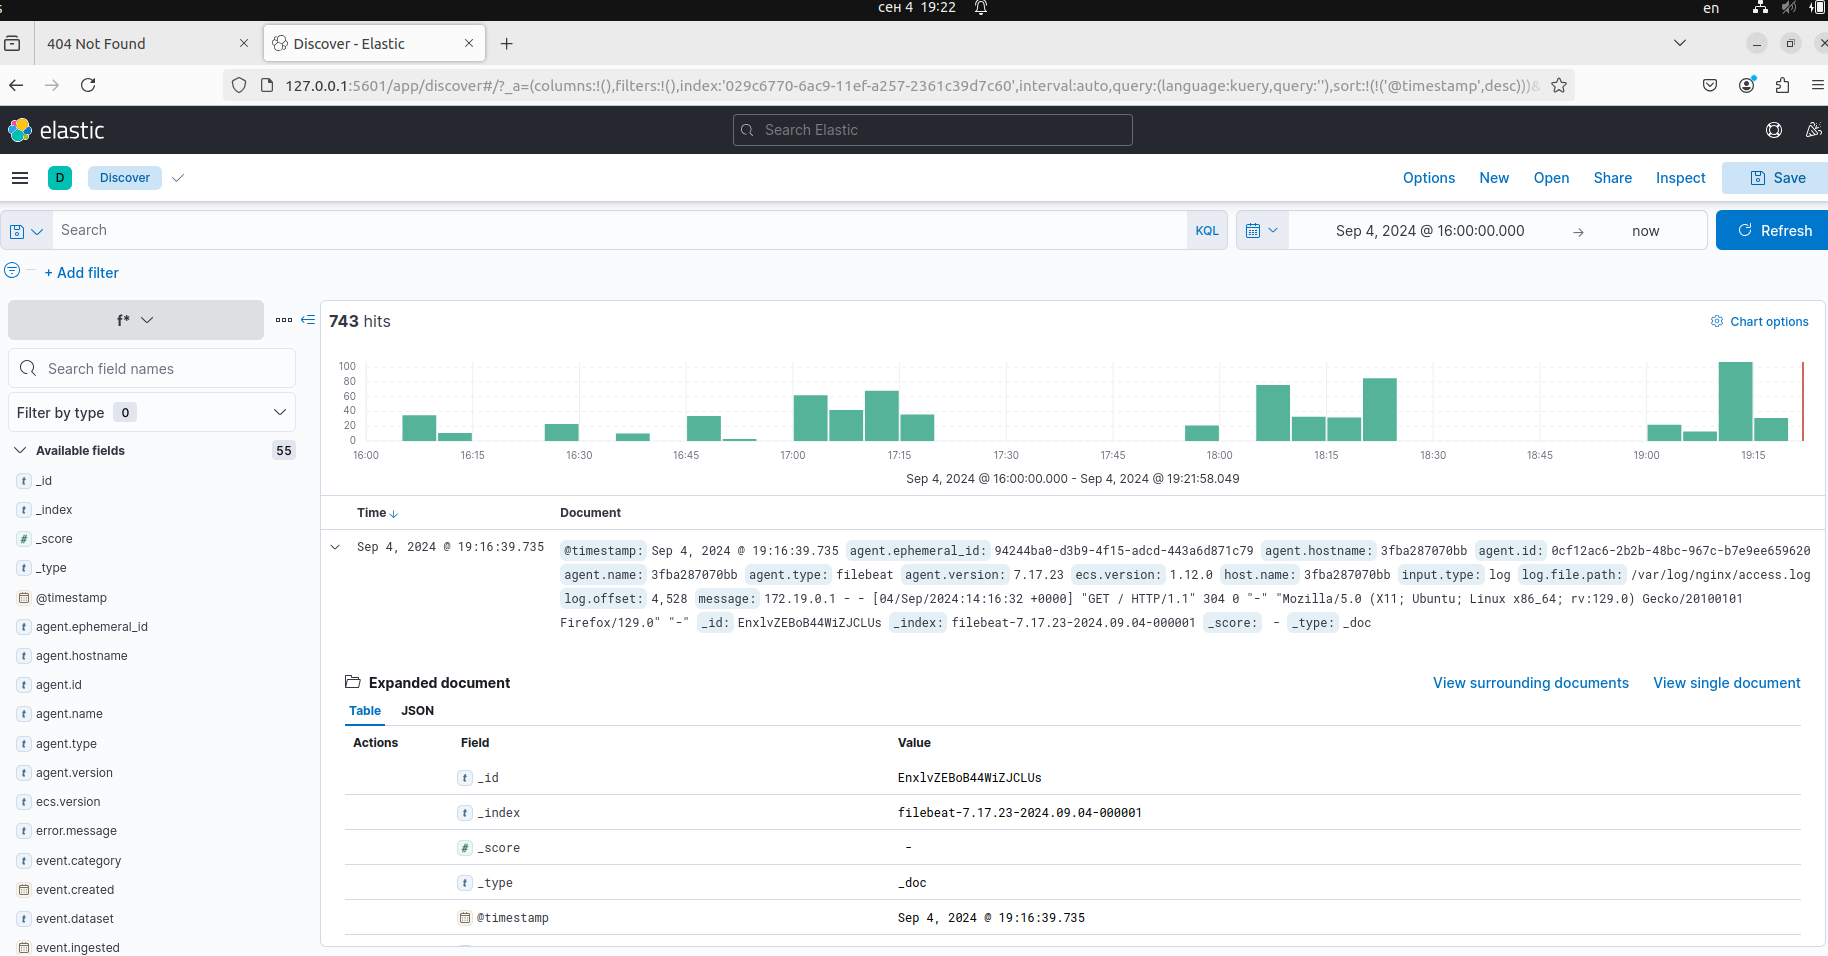 сен 4 19:22
en
404 Not Found
Discover - Elastic
127.0.0.1:5601/app/discover#/?_a=(columns:!(),filters:!(),index:'029c6770-6ac9-11ef-a257-2361c39d7c60',interval:auto,query:(language:kuery,query:''),sort:!(!('@timestamp',desc)))&
elastic
Search Elastic
D
Discover
Options
New
Open
Share
Inspect
Save
Search
KQL
Sep 4, 2024 @ 16:00:00.000
→
now
Refresh
+ Add filter
f*
743 hits
Chart options
Search field names
Filter by type 0
Available fields 55
t _id
t _index
# _score
t _type
@timestamp
t agent.ephemeral_id
t agent.hostname
t agent.id
t agent.name
t agent.type
t agent.version
t ecs.version
t error.message
t event.category
event.created
t event.dataset
event.ingested
100
80
60
40
20
0
16:00 16:15 16:30 16:45 17:00 17:15 17:30 17:45 18:00 18:15 18:30 18:45 19:00 19:15
Sep 4, 2024 @ 16:00:00.000 - Sep 4, 2024 @ 19:21:58.049
Time Document
Sep 4, 2024 @ 19:16:39.735
@timestamp: Sep 4, 2024 @ 19:16:39.735 agent.ephemeral_id: 94244ba0-d3b9-4f15-adcd-443a6d871c79 agent.hostname: 3fba287070bb agent.id: 0cf12ac6-2b2b-48bc-967c-b7e9ee659620
agent.name: 3fba287070bb agent.type: filebeat agent.version: 7.17.23 ecs.version: 1.12.0 host.name: 3fba287070bb input.type: log log.file.path: /var/log/nginx/access.log
log.offset: 4,528 message: 172.19.0.1 - - [04/Sep/2024:14:16:32 +0000] "GET / HTTP/1.1" 304 0 "-" "Mozilla/5.0 (X11; Ubuntu; Linux x86_64; rv:129.0) Gecko/20100101
Firefox/129.0" "-" _id: EnxlvZEBoB44WiZJCLUs _index: filebeat-7.17.23-2024.09.04-000001 _score: - _type: _doc
Expanded document
View surrounding documents
View single document
Table JSON
Actions Field Value
t _id EnxlvZEBoB44WiZJCLUs
t _index filebeat-7.17.23-2024.09.04-000001
# _score -
t _type _doc
@timestamp Sep 4, 2024 @ 19:16:39.735